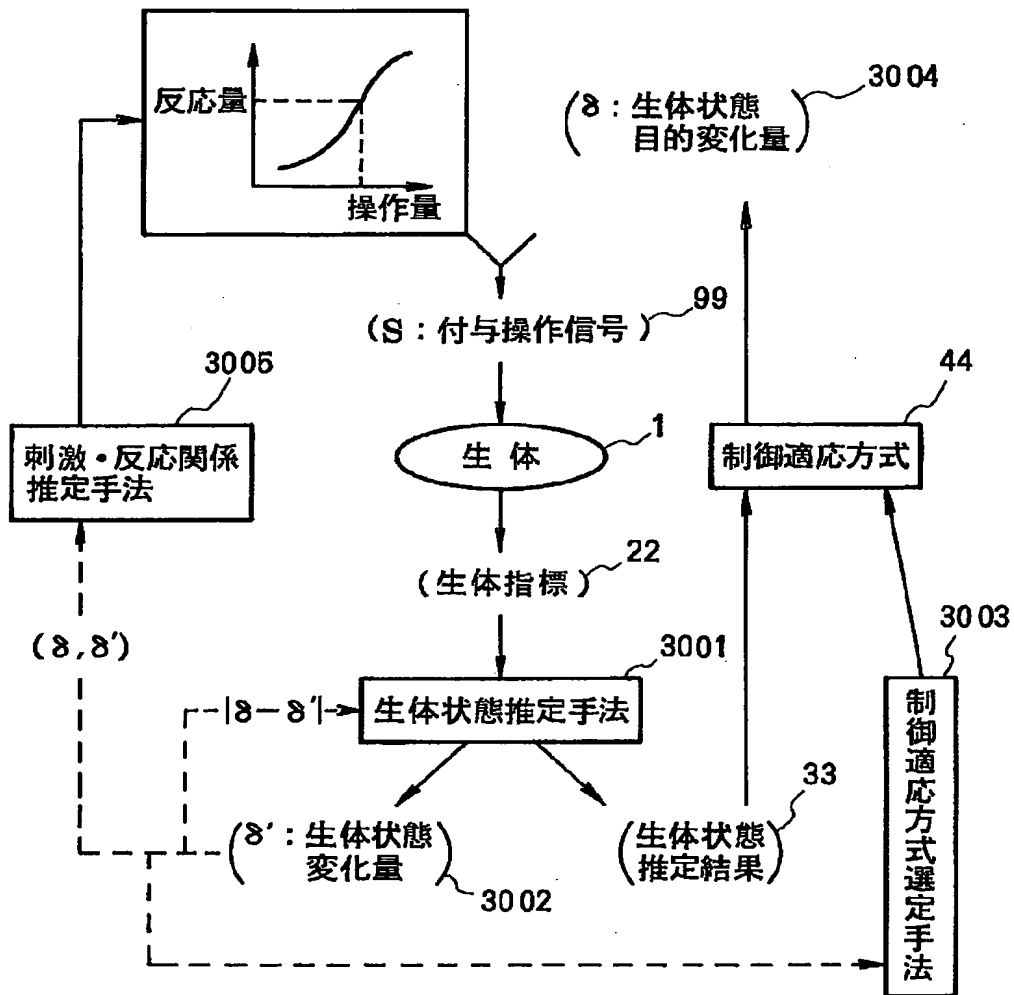 反応量
操作量
(δ:生体状態
目的変化量)
3004
(S:付与操作信号)
99
3005
刺激・反応関係
推定手法
生体
1
44
制御適応方式
(生体指標)
22
(δ,δ′)
3001
3003
|δ−δ′|
生体状態推定手法
制御適応方式選定手法
33
(δ′:生体状態
変化量)
3002
(生体状態
推定結果)